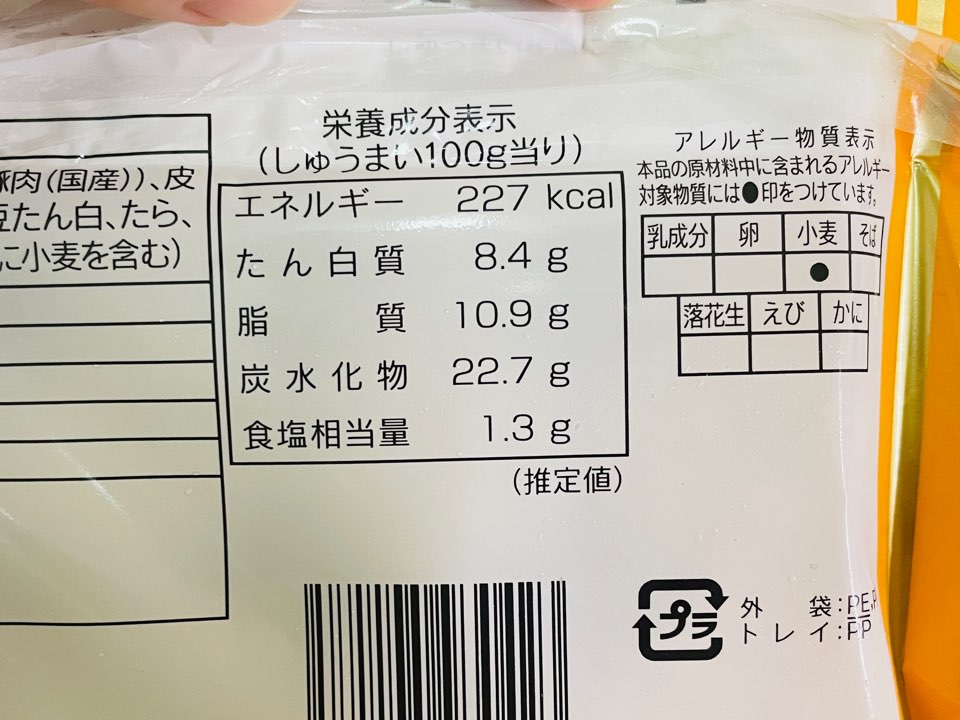 肉(国産))、皮
たん白、たら、
に小麦を含む)
栄養成分表示
(しゅうまい100g当り)
エネルギー 227 kcal
たん白質 8.4 g
脂質 10.9 g
炭水化物 22.7 g
食塩相当量 1.3 g
(推定値)
アレルギー物質表示
本品の原材料中に含まれるアレルギー
対象物質には●印をつけています。
乳成分 卵 小麦 そば
●
落花生 えび かに
プラ
外袋:PE,P
トレイ:PP